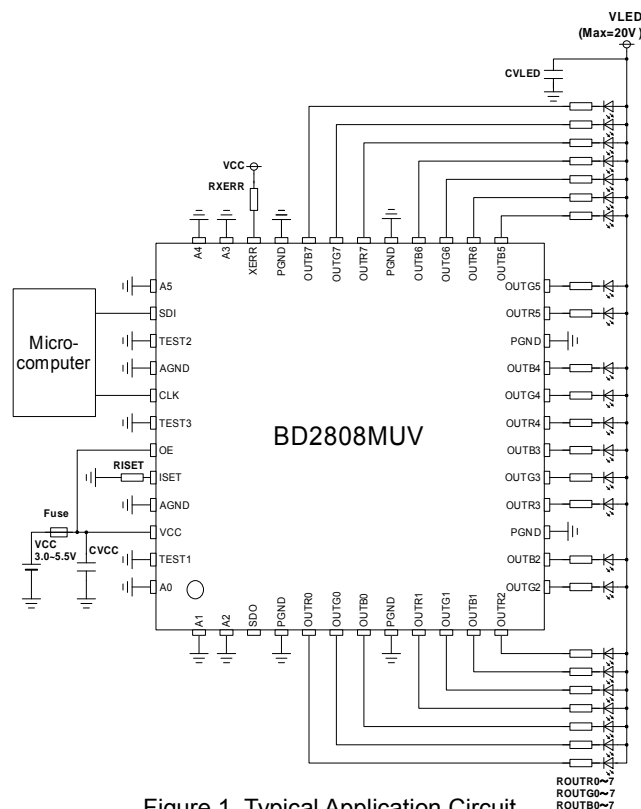 VLED
(Max=20V)
CVLED
VCC
RXERR
A4
A3
XERR
PGND
OUTB7
OUTG7
OUTR7
PGND
OUTB6
OUTG6
OUTR6
OUTB5
A5
SDI
TEST2
AGND
CLK
TEST3
OE
ISET
AGND
VCC
TEST1
A0
Micro-
computer
RISET
Fuse
VCC
3.0~5.5V
CVCC
BD2808MUV
OUTG5
OUTR5
PGND
OUTB4
OUTG4
OUTR4
OUTB3
OUTG3
OUTR3
PGND
OUTB2
OUTG2
A1
A2
SDO
PGND
OUTR0
OUTG0
OUTB0
PGND
OUTR1
OUTG1
OUTB1
OUTR2
ROUTR0~7
ROUTG0~7
ROUTB0~7
Figure 1. Typical Application Circuit